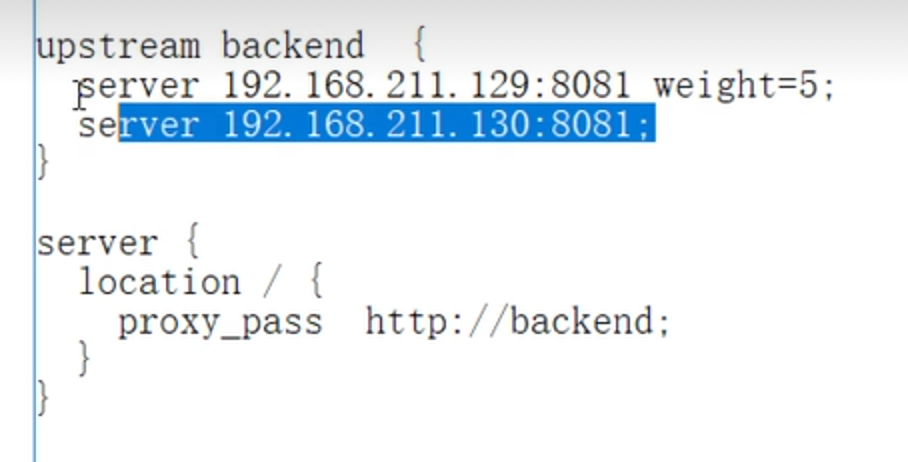 upstream backend  {
  server 192.168.211.129:8081 weight=5;
  server 192.168.211.130:8081;
}

server {
  location / {
    proxy_pass  http://backend;
  }
}